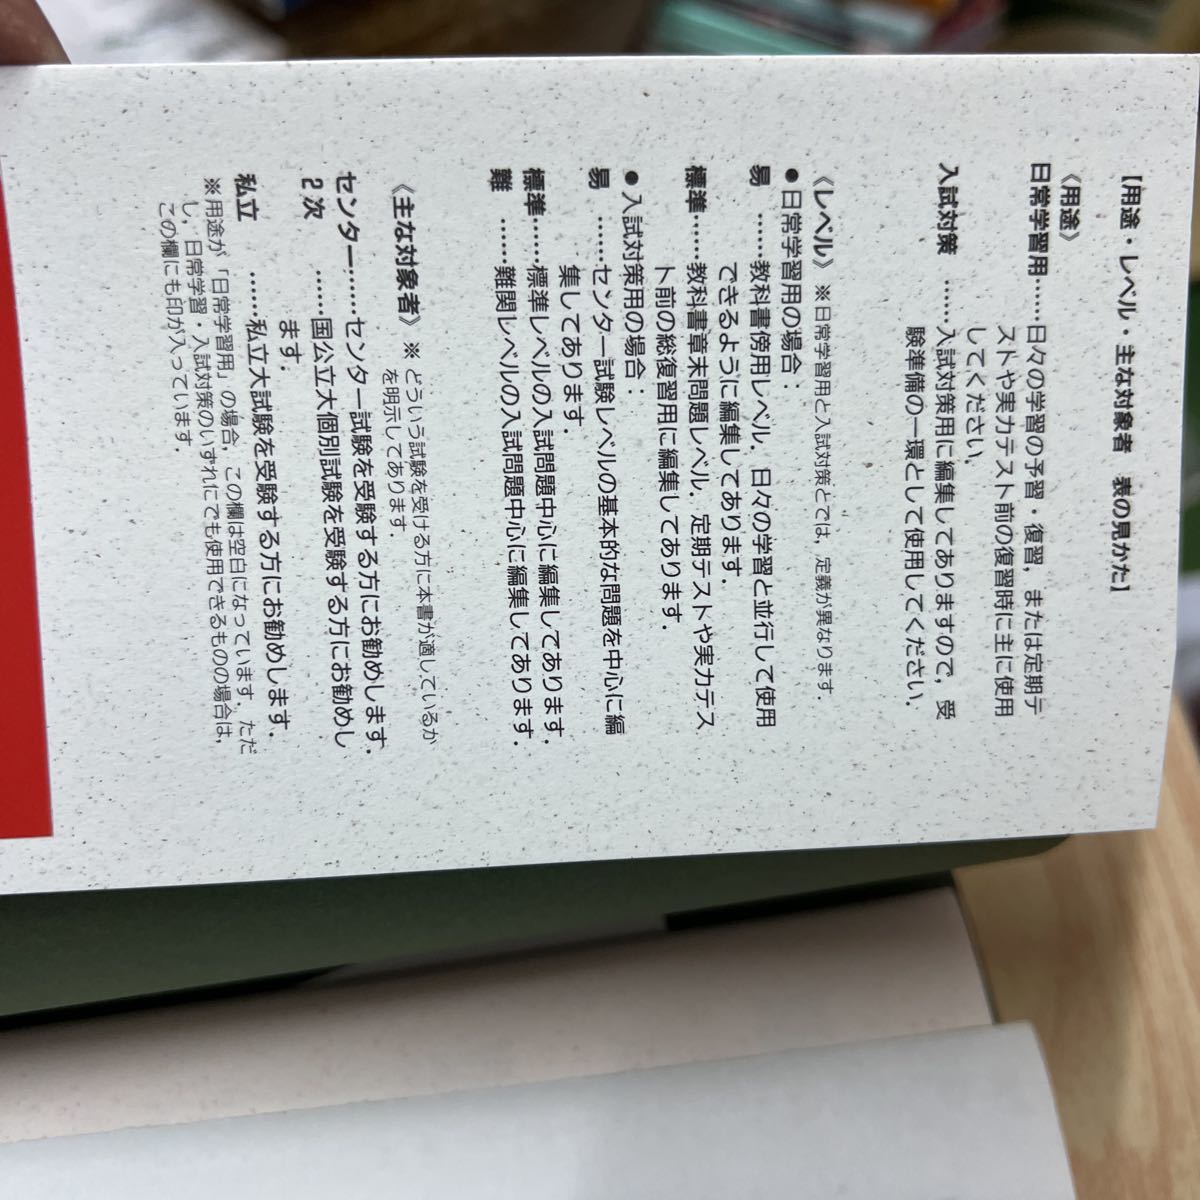 【用途・レベル・主な対象者　表の見かた】
《用途》
日常学習用……日々の学習の予習・復習，または定期テ
ストや実力テスト前の復習時に主に使用
してください．
入試対策　……入試対策用に編集してありますので，受
験準備の一環として使用してください．
《レベル》 ※日常学習用と入試対策とでは，定義が異なります．
●日常学習用の場合：
易　……教科書傍用レベル．日々の学習と並行して使用
できるように編集してあります．
標準……教科書章末問題レベル．定期テストや実力テス
ト前の総復習用に編集してあります．
●入試対策用の場合：
易　……センター試験レベルの基本的な問題を中心に編
集してあります．
標準……標準レベルの入試問題中心に編集してあります．
難　……難関レベルの入試問題中心に編集してあります．
《主な対象者》 ※ どういう試験を受ける方に本書が適しているか
を明示してあります．
センター……センター試験を受験する方にお勧めします．
2次　　……国公立大個別試験を受験する方にお勧めし
ます．
私立　　……私立大試験を受験する方にお勧めします．
※用途が「日常学習用」の場合，この欄は空白になっています．ただ
し，日常学習・入試対策のいずれにでも使用できるものの場合は，
この欄にも印が入っています．